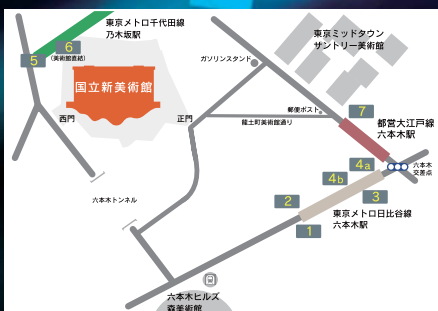 東京メトロ千代田線
乃木坂駅
6
(美術館直結)
5
国立新美術館
西門
正門
ガソリンスタンド
東京ミッドタウン
サントリー美術館
郵便ポスト
龍土町美術館通り
7
都営大江戸線
六本木駅
4a
六本木
交差点
4b
3
2
1
東京メトロ日比谷線
六本木駅
六本木トンネル
六本木ヒルズ
森美術館